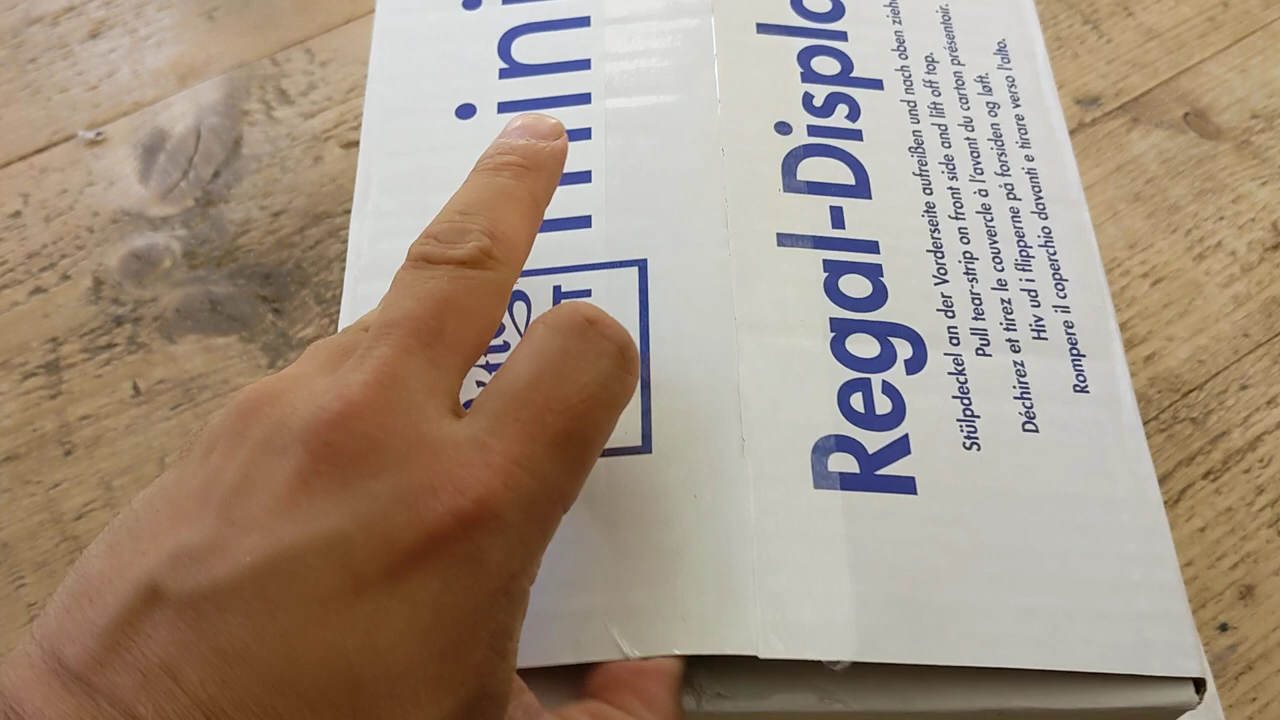 mini
Regal-Displa
Stülpdeckel an der Vorderseite aufreißen und nach oben zieh
Pull tear-strip on front side and lift off top.
Déchirez et tirez le couvercle à l'avant du carton présentoir.
Hiv ud i flipperne på forsiden og løft.
Rompere il coperchio davanti e tirare verso l'alto.